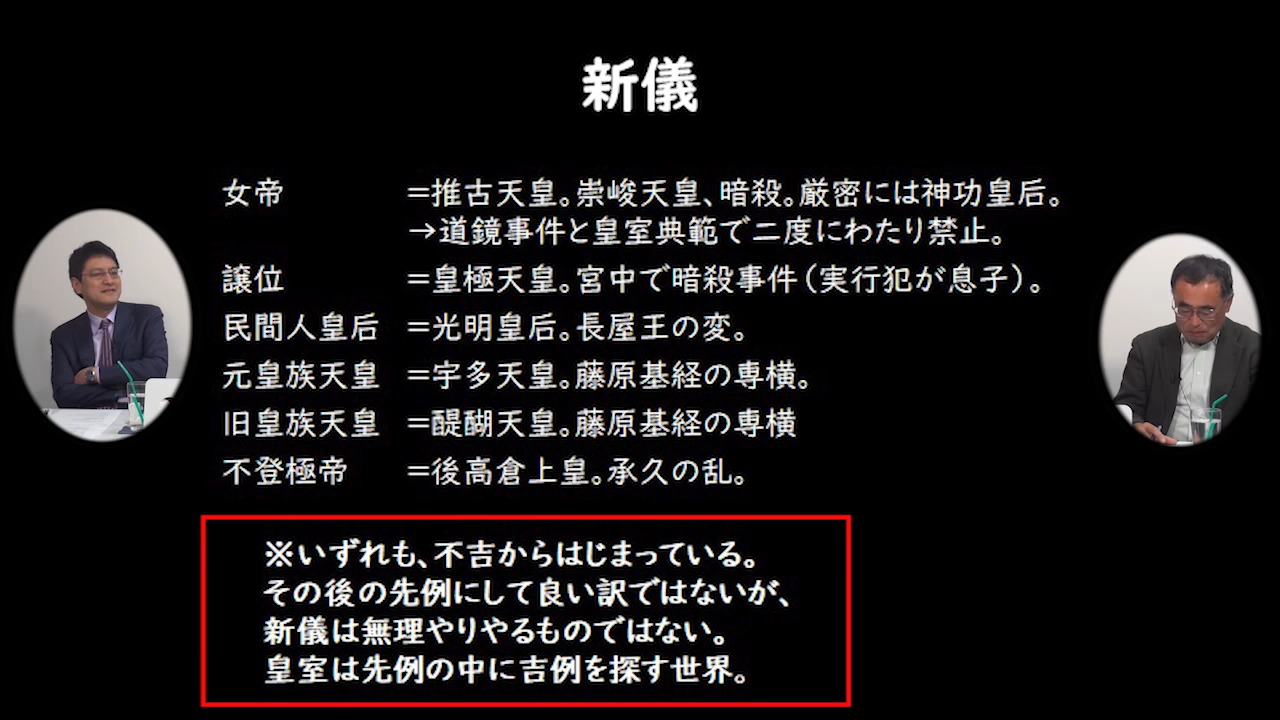 新儀
女帝 ＝推古天皇。崇峻天皇、暗殺。厳密には神功皇后。
→道鏡事件と皇室典範で二度にわたり禁止。
譲位 ＝皇極天皇。宮中で暗殺事件（実行犯が息子）。
民間人皇后 ＝光明皇后。長屋王の変。
元皇族天皇 ＝宇多天皇。藤原基経の専横。
旧皇族天皇 ＝醍醐天皇。藤原基経の専横
不登極帝 ＝後高倉上皇。承久の乱。
※いずれも、不吉からはじまっている。
その後の先例にして良い訳ではないが、
新儀は無理やりやるものではない。
皇室は先例の中に吉例を探す世界。